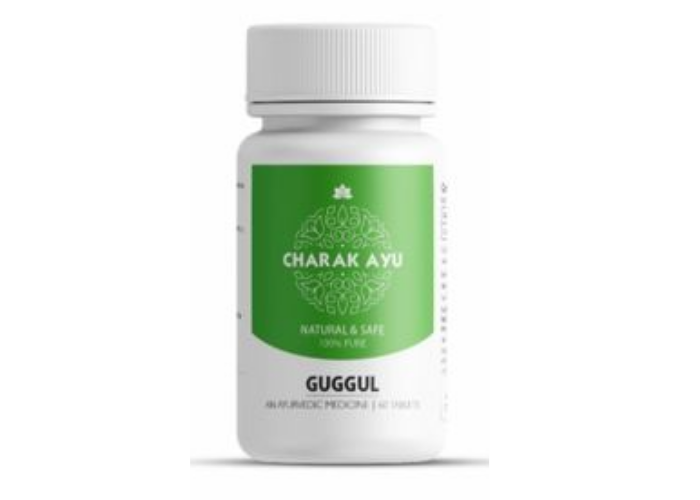 CHARAK AYU
NATURAL & SAFE
100% PURE
GUGGUL
AN AYURVEDIC MEDICINE | 60 TABLETS